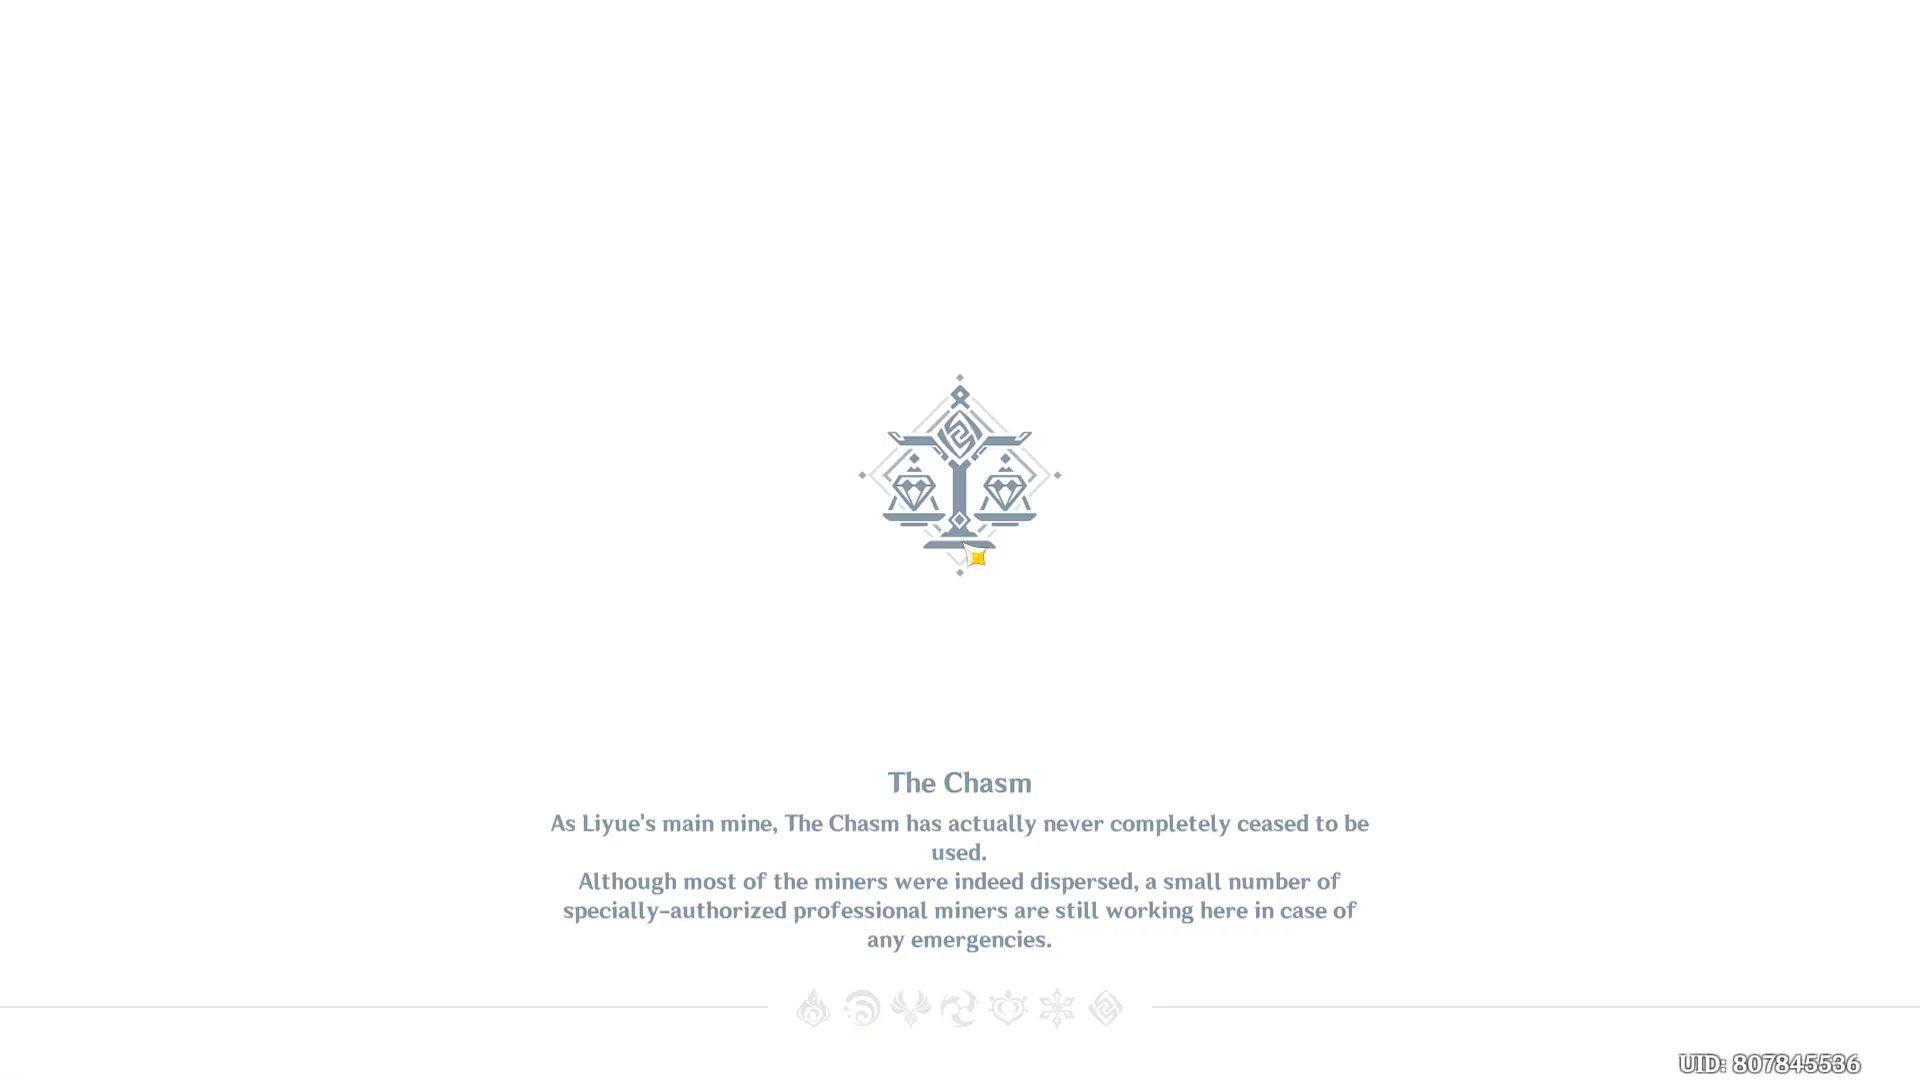 The Chasm
As Liyue's main mine, The Chasm has actually never completely ceased to be
used.
Although most of the miners were indeed dispersed, a small number of
specially-authorized professional miners are still working here in case of
any emergencies.
UID: 807845536